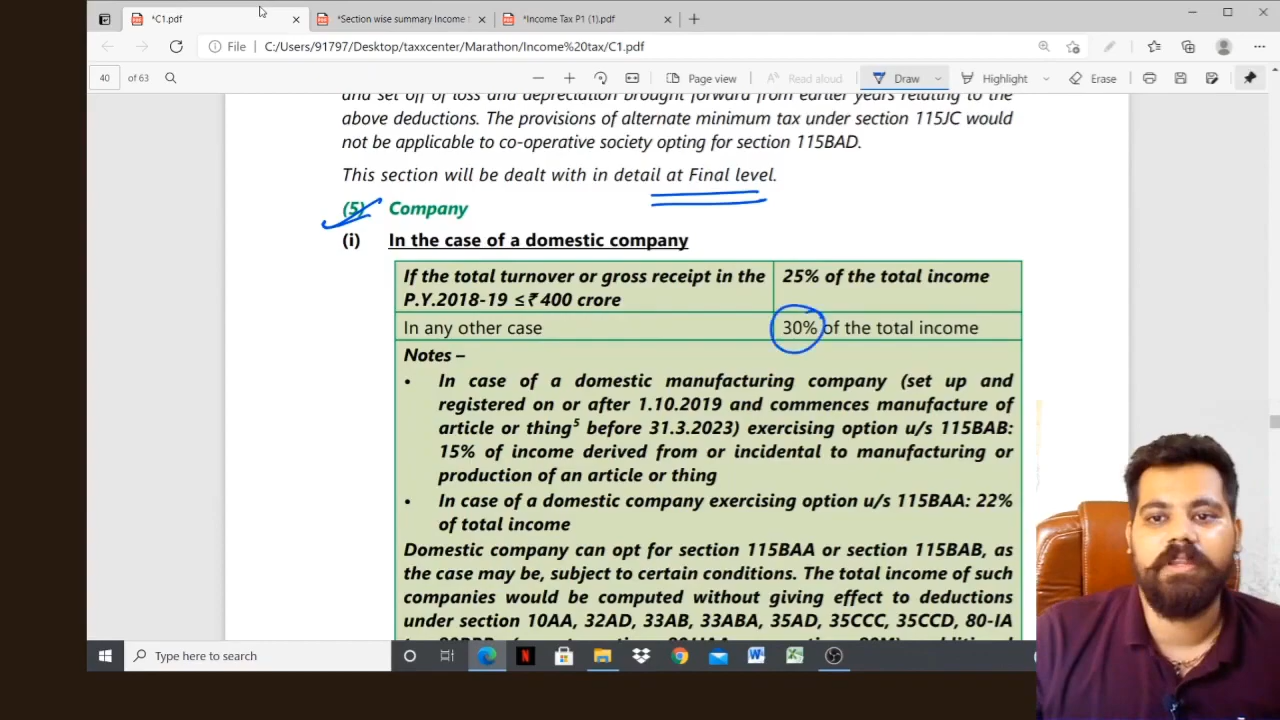 *C1.pdf
*Section wise summary Income
*Income Tax P1 (1).pdf
File
C:/Users/91797/Desktop/taxxcenter/Marathon/Income%20tax/C1.pdf
40 of 63
Page view
Read aloud
Draw
Highlight
Erase
and set off of loss and depreciation brought forward from earlier years relating to the
above deductions. The provisions of alternate minimum tax under section 115JC would
not be applicable to co-operative society opting for section 115BAD.
This section will be dealt with in detail at Final level.
(5) Company
(i) In the case of a domestic company
If the total turnover or gross receipt in the
P.Y.2018-19 ≤ ₹ 400 crore
25% of the total income
In any other case
30% of the total income
Notes –
• In case of a domestic manufacturing company (set up and
registered on or after 1.10.2019 and commences manufacture of
article or thing⁵ before 31.3.2023) exercising option u/s 115BAB:
15% of income derived from or incidental to manufacturing or
production of an article or thing
• In case of a domestic company exercising option u/s 115BAA: 22%
of total income
Domestic company can opt for section 115BAA or section 115BAB, as
the case may be, subject to certain conditions. The total income of such
companies would be computed without giving effect to deductions
under section 10AA, 32AD, 33AB, 33ABA, 35AD, 35CCC, 35CCD, 80-IA
Type here to search